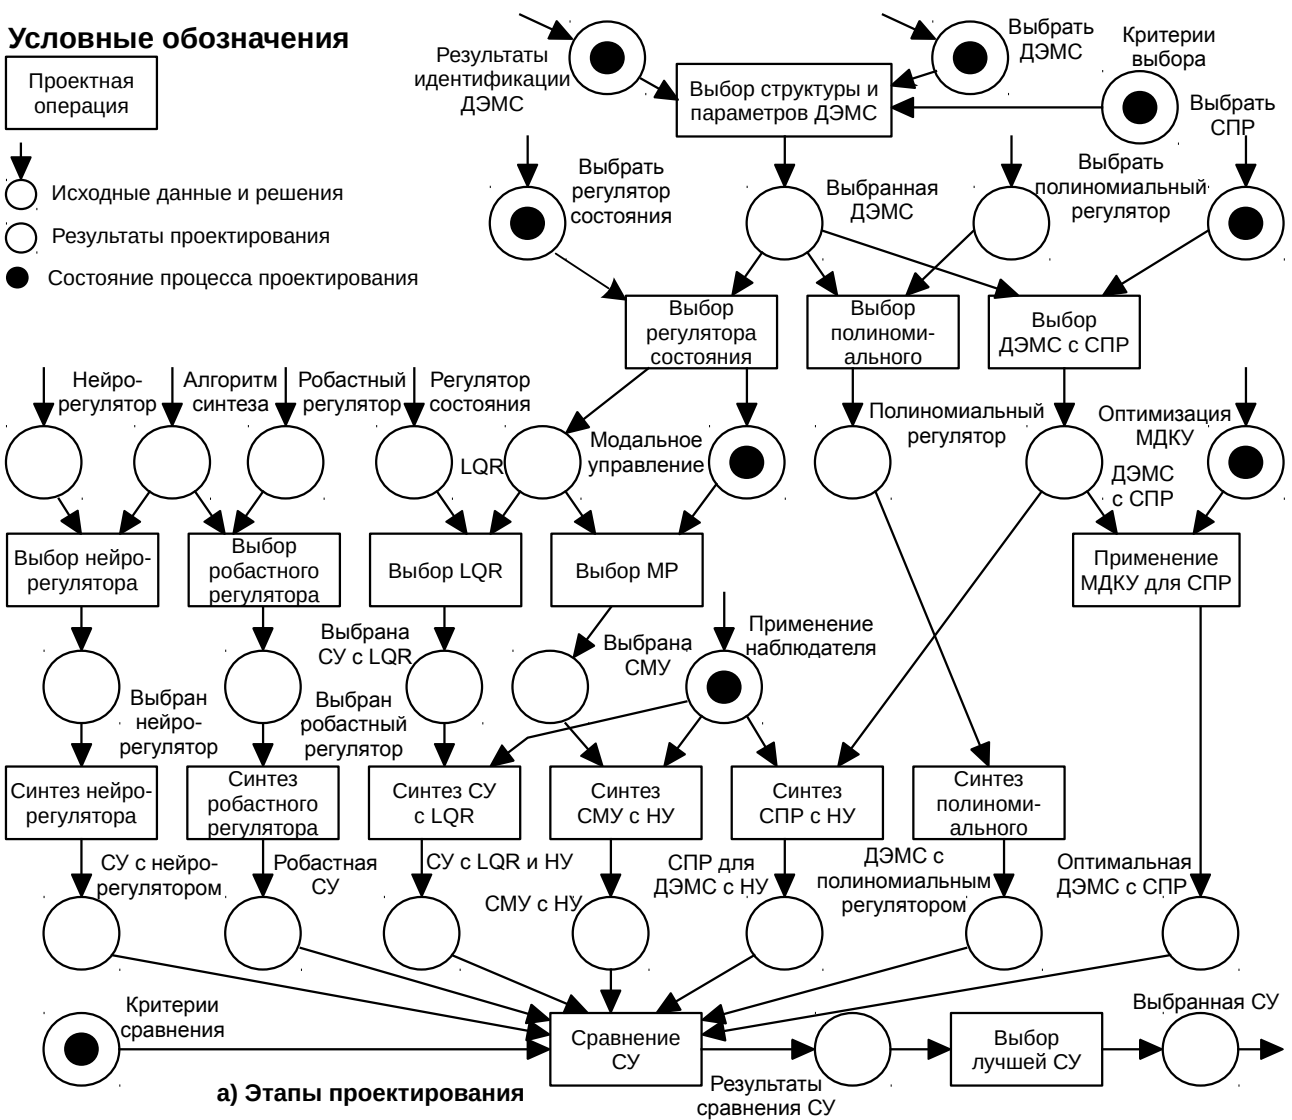 Условные обозначения
Проектная
операция
Исходные данные и решения
Результаты проектирования
Состояние процесса проектирования
Результаты
идентификации
ДЭМС
Выбрать
ДЭМС
Критерии
выбора
Выбор структуры и
параметров ДЭМС
Выбрать
СПР
Выбрать
регулятор
состояния
Выбранная
ДЭМС
Выбрать
полиномиальный
регулятор
Выбор
регулятора
состояния
Выбор
полиноми-
ального
Выбор
ДЭМС с СПР
Нейро-
регулятор
Алгоритм
синтеза
Робастный
регулятор
Регулятор
состояния
LQR
Модальное
управление
Полиномиальный
регулятор
Оптимизация
МДКУ
ДЭМС
с СПР
Выбор нейро-
регулятора
Выбор
робастного
регулятора
Выбор LQR
Выбор МР
Применение
МДКУ для СПР
Выбрана
СУ с LQR
Выбрана
СМУ
Применение
наблюдателя
Выбран
нейро-
регулятор
Выбран
робастный
регулятор
Синтез нейро-
регулятора
Синтез
робастного
регулятора
Синтез СУ
с LQR
Синтез
СМУ с НУ
Синтез
СПР с НУ
Синтез
полиноми-
ального
СУ с нейро-
регулятором
Робастная
СУ
СУ с LQR и НУ
СМУ с НУ
СПР для
ДЭМС с НУ
ДЭМС с
полиномиальным
регулятором
Оптимальная
ДЭМС с СПР
Критерии
сравнения
Сравнение
СУ
Результаты
сравнения СУ
Выбор
лучшей СУ
Выбранная СУ
а) Этапы проектирования